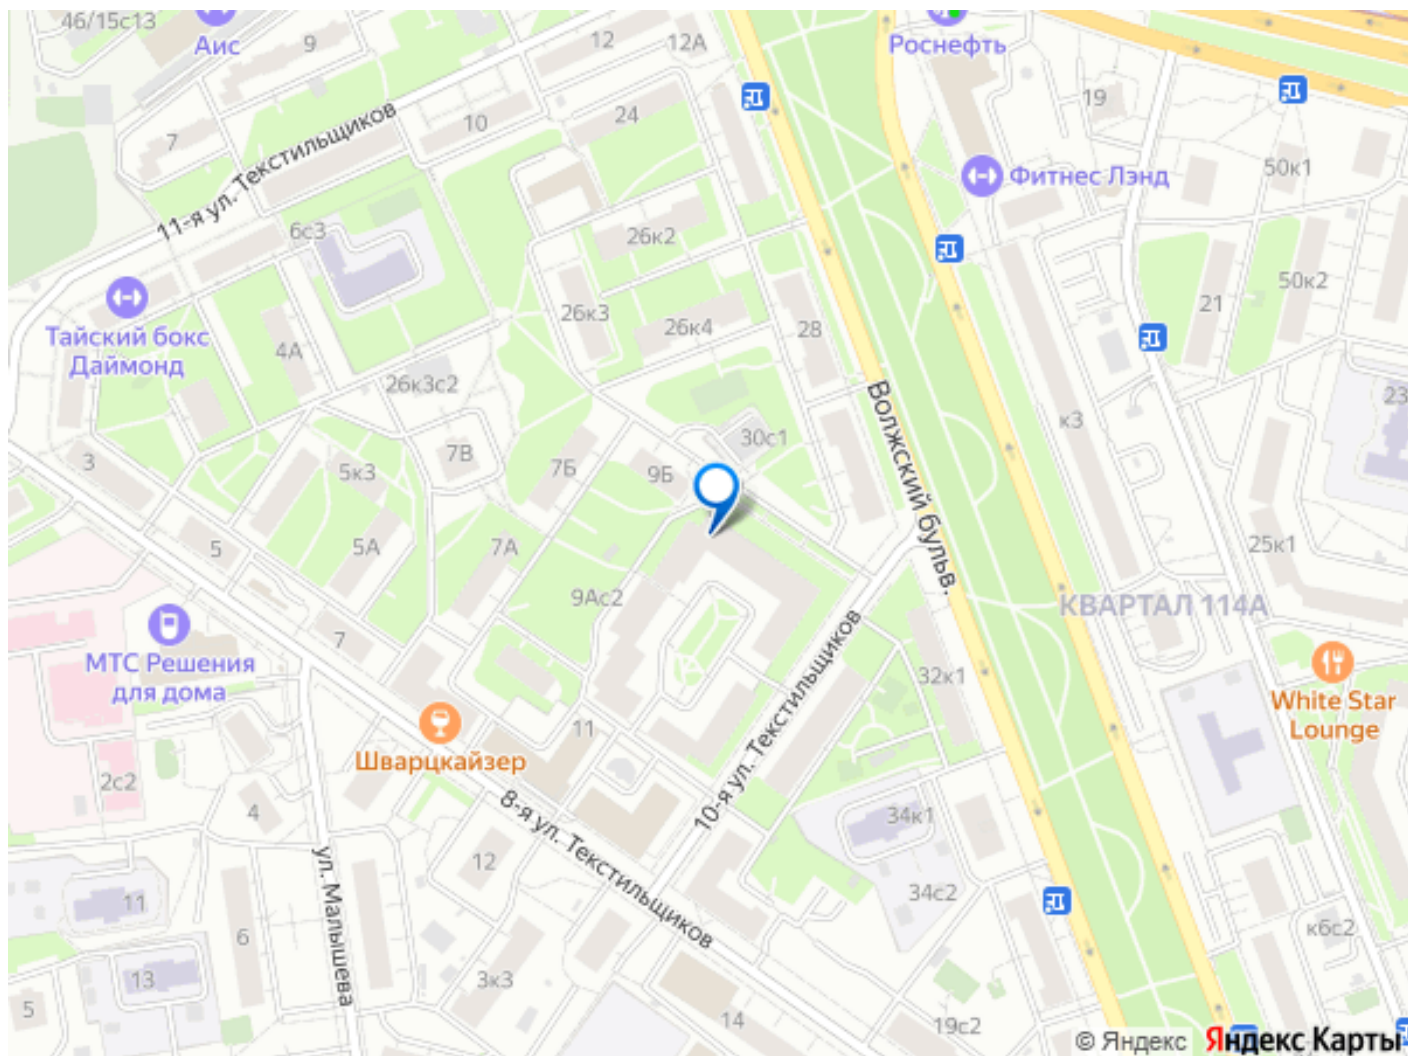 46/15с13
Аис
9
12
12А
Роснефть
19
7
10
24
11-я ул. Текстильщиков
Фитнес Лэнд
50к1
6с3
26к2
50к2
21
Тайский бокс
Даймонд
26к3
26к4
28
4А
26к3с2
23
Волжский бульв.
к3
30с1
3
5к3
7В
7Б
9Б
5
5А
7А
25к1
9Ас2
КВАРТАЛ 114А
МТС Решения
для дома
7
32к1
White Star
Lounge
11
10-я ул. Текстильщиков
Шварцкайзер
2с2
4
8-я ул. Текстильщиков
34к1
12
ул. Малышева
34с2
11
6
к6с2
13
3к3
5
14
19с2
© Яндекс Яндекс Карты